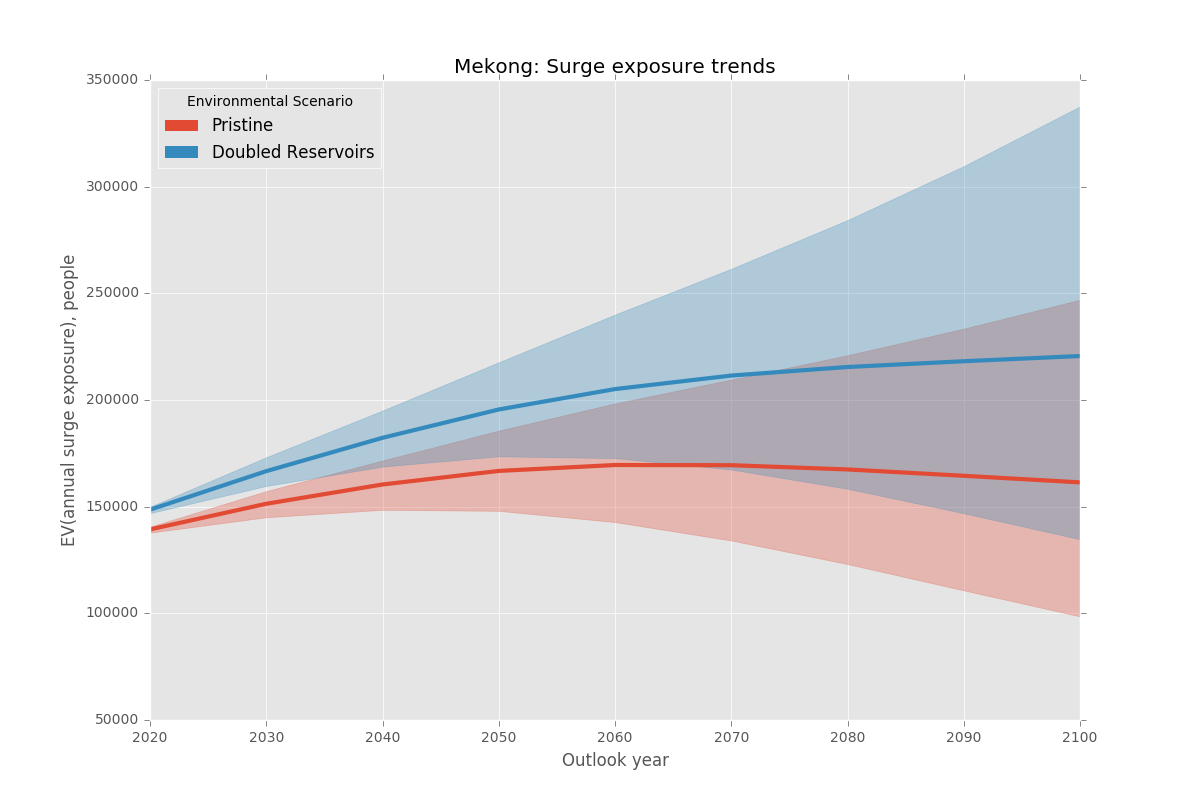 Mekong: Surge exposure trends
350000
300000
250000
200000
150000
100000
50000
EV(annual surge exposure), people
Environmental Scenario
Pristine
Doubled Reservoirs
2020 2030 2040 2050 2060 2070 2080 2090 2100
Outlook year